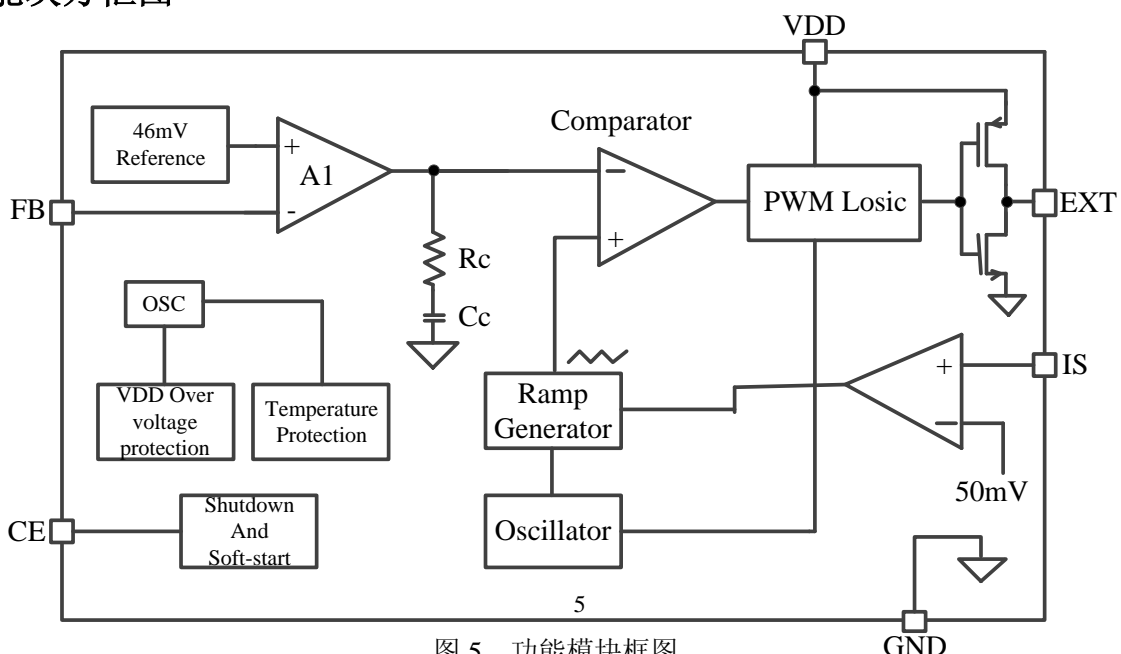 VDD
46mV
Reference
+
A1
-
Comparator
−
+
PWM Losic
FB
EXT
Rc
Cc
OSC
VDD Over
voltage
protection
Temperature
Protection
Ramp
Generator
+
−
IS
50mV
CE
Shutdown
And
Soft-start
Oscillator
5
图 5 功能模块框图
GND